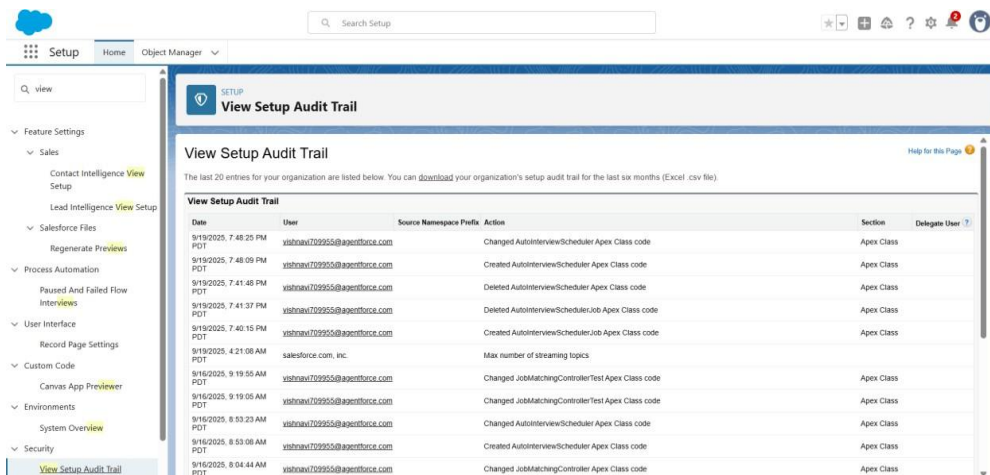 Search Setup
2
Setup
Home
Object Manager
view
Feature Settings
Sales
Contact Intelligence View
Setup
Lead Intelligence View Setup
Salesforce Files
Regenerate Previews
Process Automation
Paused And Failed Flow
Interviews
User Interface
Record Page Settings
Custom Code
Canvas App Previewer
Environments
System Overview
Security
View Setup Audit Trail
SETUP
View Setup Audit Trail
View Setup Audit Trail
Help for this Page
The last 20 entries for your organization are listed below. You can download your organization's setup audit trail for the last six months (Excel .csv file).
View Setup Audit Trail
Date User Source Namespace Prefix Action Section Delegate User ?
9/19/2025, 7:48:25 PM PDT vishnavi709955@agentforce.com Changed AutoInterviewScheduler Apex Class code Apex Class
9/19/2025, 7:48:09 PM PDT vishnavi709955@agentforce.com Created AutoInterviewScheduler Apex Class code Apex Class
9/19/2025, 7:41:48 PM PDT vishnavi709955@agentforce.com Deleted AutoInterviewScheduler Apex Class code Apex Class
9/19/2025, 7:41:37 PM PDT vishnavi709955@agentforce.com Deleted AutoInterviewSchedulerJob Apex Class code Apex Class
9/19/2025, 7:40:15 PM PDT vishnavi709955@agentforce.com Created AutoInterviewSchedulerJob Apex Class code Apex Class
9/19/2025, 4:21:08 AM PDT salesforce.com, inc. Max number of streaming topics
9/16/2025, 9:19:55 AM PDT vishnavi709955@agentforce.com Changed JobMatchingControllerTest Apex Class code Apex Class
9/16/2025, 9:19:05 AM PDT vishnavi709955@agentforce.com Changed JobMatchingControllerTest Apex Class code Apex Class
9/16/2025, 8:53:23 AM PDT vishnavi709955@agentforce.com Changed AutoInterviewScheduler Apex Class code Apex Class
9/16/2025, 8:53:08 AM PDT vishnavi709955@agentforce.com Created AutoInterviewScheduler Apex Class code Apex Class
9/16/2025, 8:04:44 AM PDT vishnavi709955@agentforce.com Changed JobMatchingController Apex Class code Apex Class